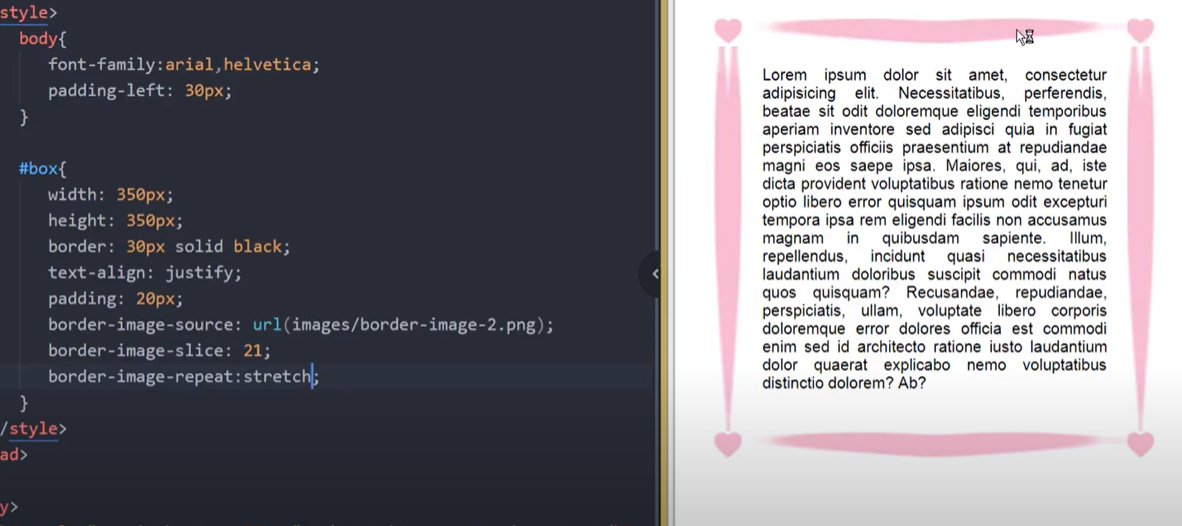 style>
body{
font-family:arial,helvetica;
padding-left: 30px;
}
#box{
width: 350px;
height: 350px;
border: 30px solid black;
text-align: justify;
padding: 20px;
border-image-source: url(images/border-image-2.png);
border-image-slice: 21;
border-image-repeat:stretch;
}
/style>
ad>
y>
Lorem ipsum dolor sit amet, consectetur
adipisicing elit. Necessitatibus, perferendis,
beatae sit odit doloremque eligendi temporibus
aperiam inventore sed adipisci quia in fugiat
perspiciatis officiis praesentium at repudiandae
magni eos saepe ipsa. Maiores, qui, ad, iste
dicta provident voluptatibus ratione nemo tenetur
optio libero error quisquam ipsum odit excepturi
tempora ipsa rem eligendi facilis non accusamus
magnam in quibusdam sapiente. Illum,
repellendus, incidunt quasi necessitatibus
laudantium doloribus suscipit commodi natus
quos quisquam? Recusandae, repudiandae,
perspiciatis, ullam, voluptate libero corporis
doloremque error dolores officia est commodi
enim sed id architecto ratione iusto laudantium
dolor quaerat explicabo nemo voluptatibus
distinctio dolorem? Ab?